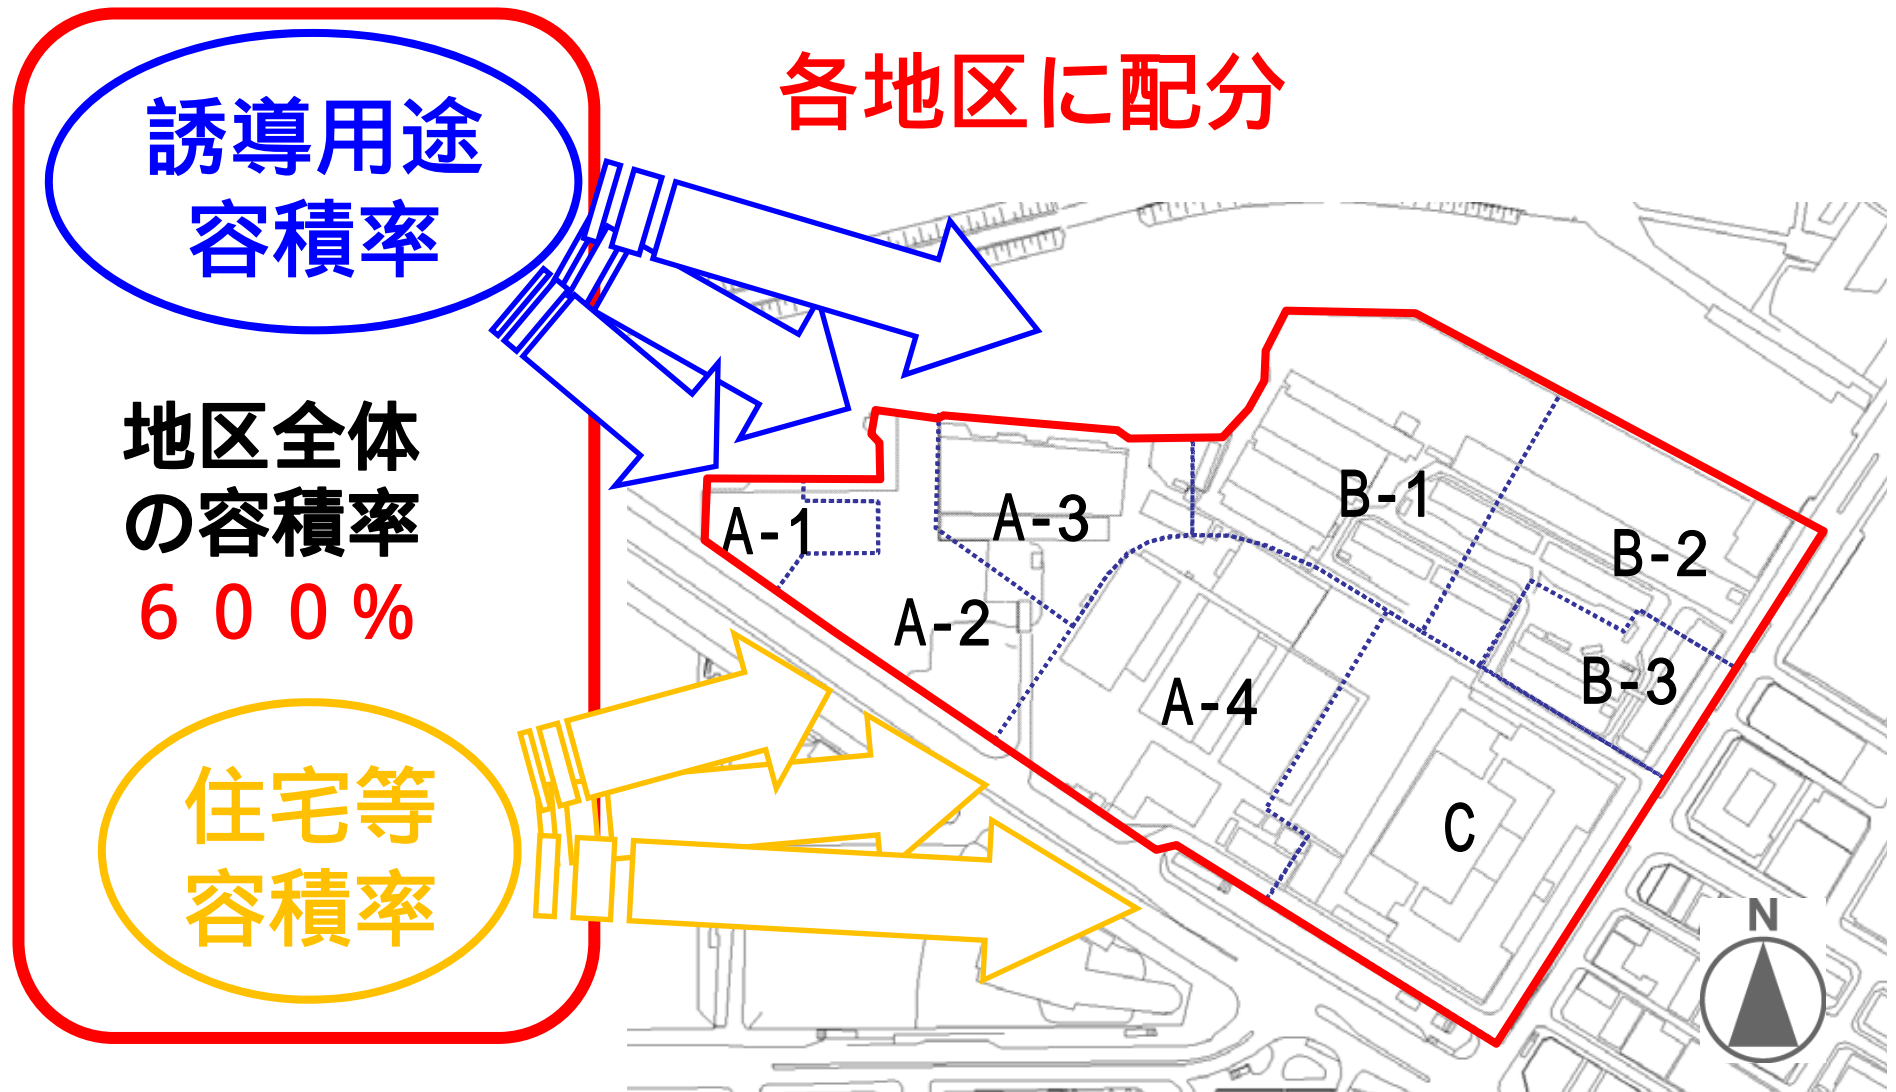 誘導用途
容積率
地区全体
の容積率
６００%
住宅等
容積率
各地区に配分
A-1
A-2
A-3
A-4
B-1
B-2
B-3
C
N